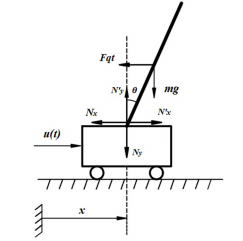 Fqt
N'y θ mg
Nx N'x
u(t)
Ny
x